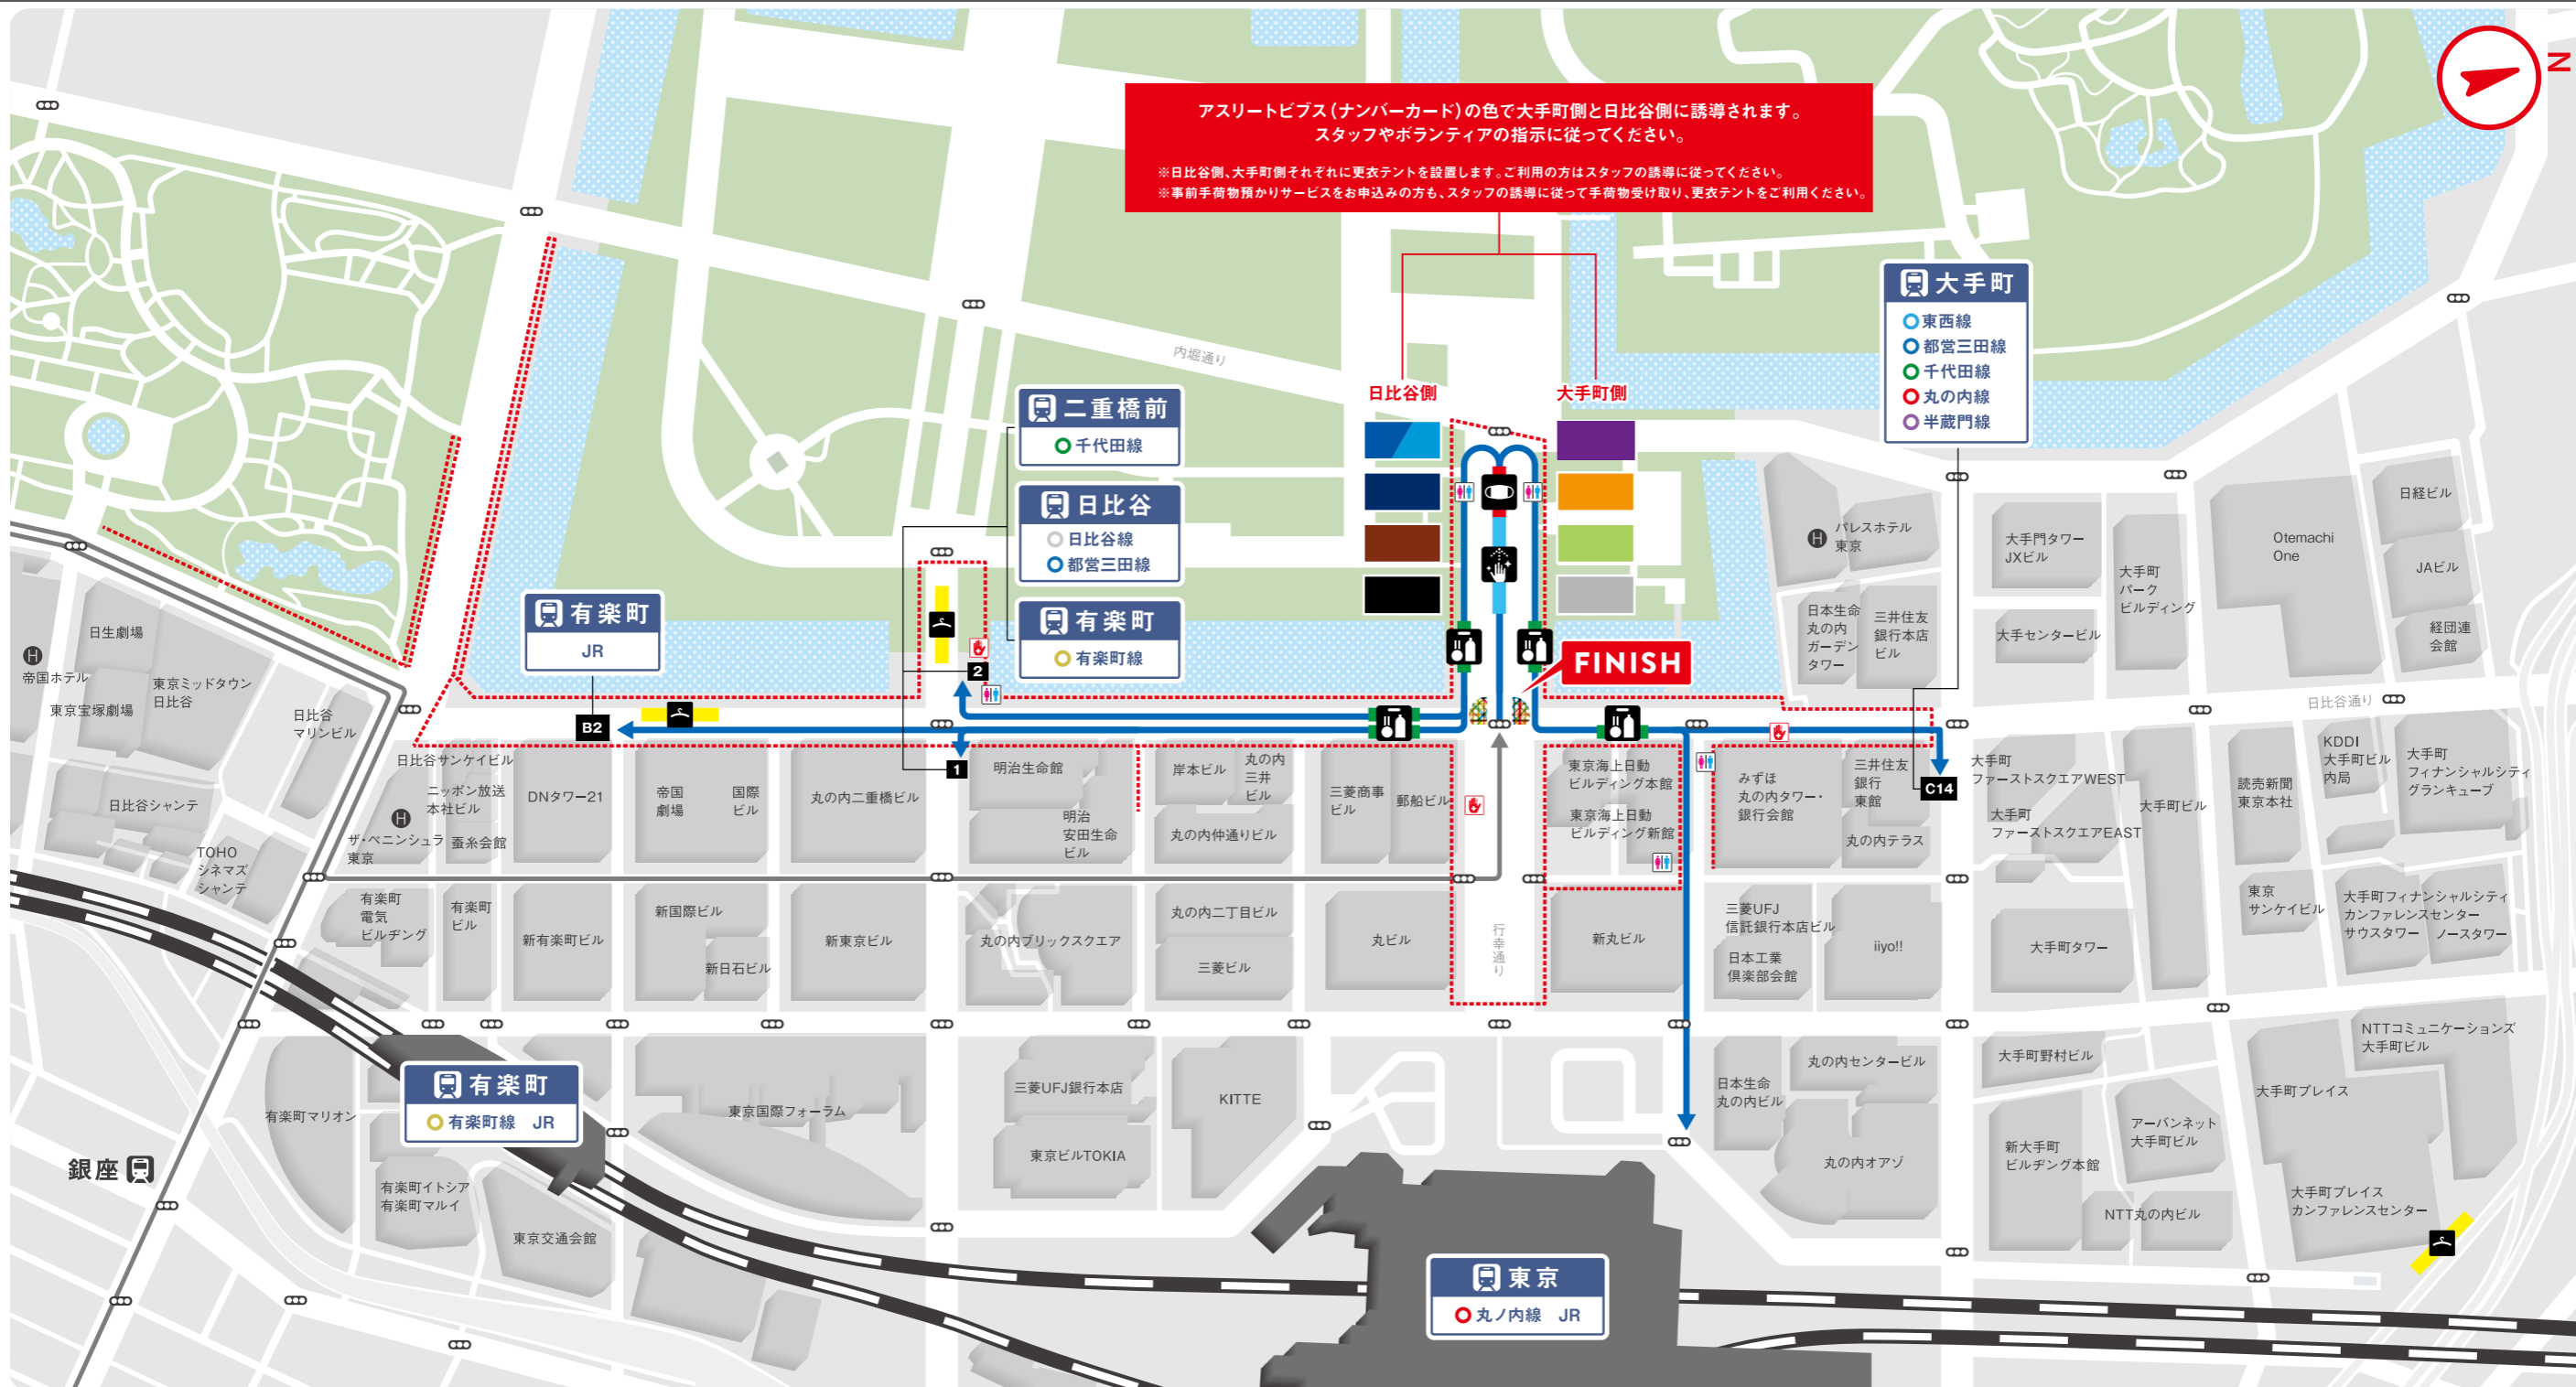 アスリートビブス（ナンバーカード）の色で大手町側と日比谷側に誘導されます。
スタッフやボランティアの指示に従ってください。
※日比谷側、大手町側それぞれに更衣テントを設置します。ご利用の方はスタッフの誘導に従ってください。
※事前手荷物預かりサービスをお申込みの方も、スタッフの誘導に従って手荷物受け取り、更衣テントをご利用ください。
N
内堀通り
日比谷側
大手町側
大手町
東西線
都営三田線
千代田線
丸の内線
半蔵門線
二重橋前
千代田線
日比谷
日比谷線
都営三田線
有楽町
有楽町線
有楽町
JR
FINISH
2
B2
1
C14
H
パレスホテル
東京
大手門タワー
JXビル
大手町
パーク
ビルディング
Otemachi
One
日経ビル
JAビル
経団連
会館
日本生命
丸の内
ガーデン
タワー
三井住友
銀行本店
ビル
大手センタービル
日比谷通り
日生劇場
H
帝国ホテル
東京宝塚劇場
東京ミッドタウン
日比谷
日比谷
マリンビル
日比谷シャンテ
TOHO
シネマズ
シャンテ
日比谷サンケイビル
ニッポン放送
本社ビル
H
ザ・ペニンシュラ
東京
蚕糸会館
DNタワー21
帝国
劇場
国際
ビル
丸の内二重橋ビル
明治生命館
明治
安田生命
ビル
岸本ビル
丸の内
三井
ビル
丸の内仲通りビル
三菱商事
ビル
郵船ビル
東京海上日動
ビルディング本館
東京海上日動
ビルディング新館
みずほ
丸の内タワー・
銀行会館
三井住友
銀行
東館
丸の内テラス
大手町
ファーストスクエアWEST
大手町
ファーストスクエアEAST
大手町ビル
読売新聞
東京本社
KDDI
大手町ビル
内局
大手町
フィナンシャルシティ
グランキューブ
有楽町
電気
ビルヂング
有楽町
ビル
新有楽町ビル
新国際ビル
新日石ビル
新東京ビル
丸の内ブリックスクエア
丸の内二丁目ビル
三菱ビル
丸ビル
行幸通り
新丸ビル
三菱UFJ
信託銀行本店ビル
日本工業
倶楽部会館
iiyo!!
大手町タワー
東京
サンケイビル
大手町フィナンシャルシティ
カンファレンスセンター
サウスタワー
ノースタワー
有楽町マリオン
有楽町
有楽町線 JR
東京国際フォーラム
三菱UFJ銀行本店
東京ビルTOKIA
KITTE
日本生命
丸の内ビル
丸の内センタービル
丸の内オアゾ
大手町野村ビル
新大手町
ビルヂング本館
アーバンネット
大手町ビル
NTT丸の内ビル
NTTコミュニケーションズ
大手町ビル
大手町プレイス
大手町プレイス
カンファレンスセンター
銀座
有楽町イトシア
有楽町マルイ
東京交通会館
東京
丸ノ内線 JR